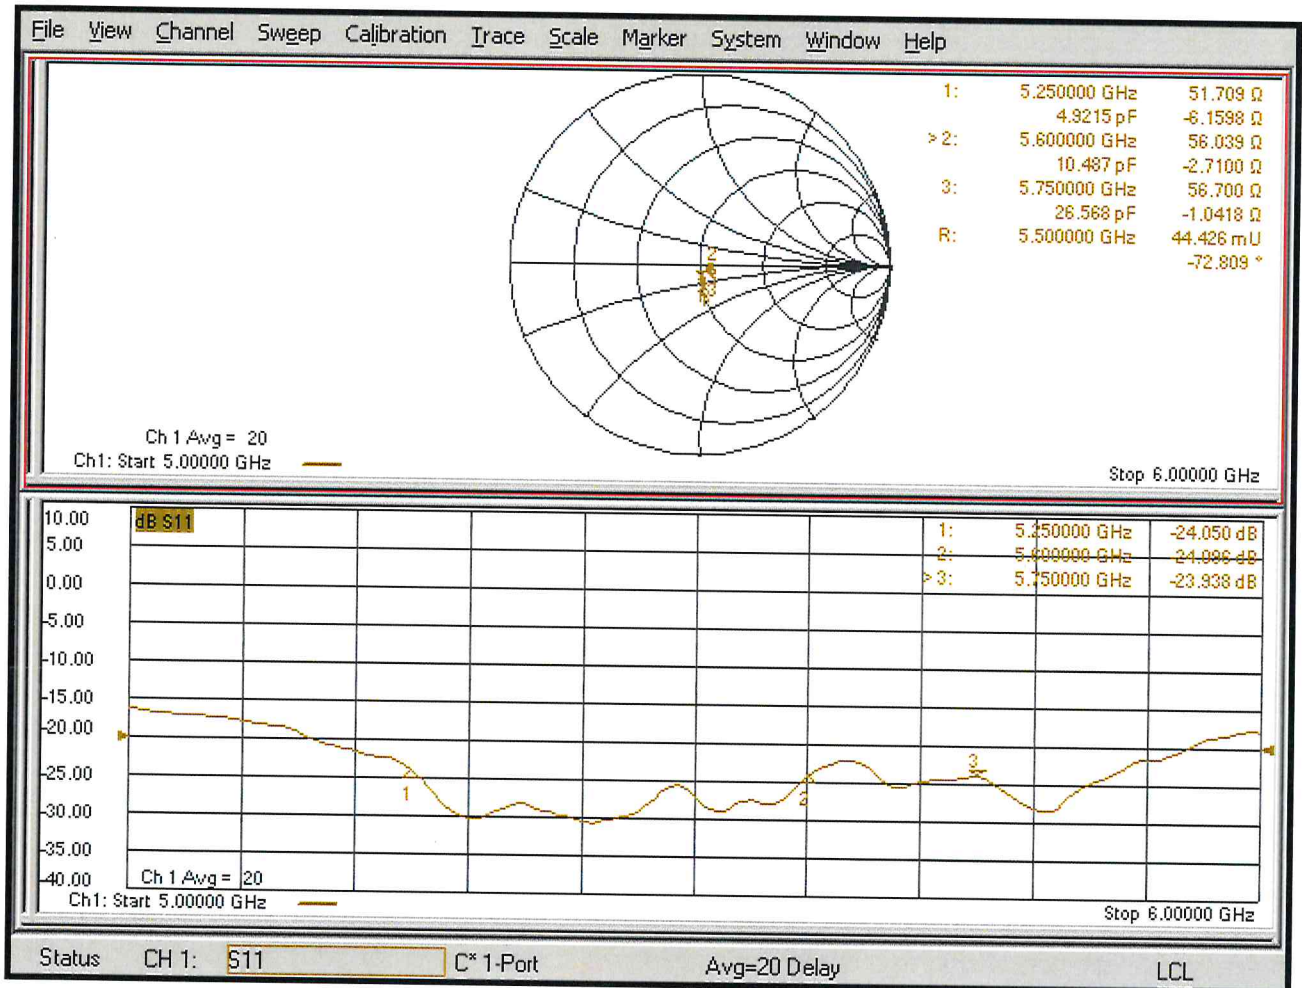 File View Channel Sweep Calibration Trace Scale Marker System Window Help
1: 5.250000 GHz 51.709 Ω
4.9215 pF -6.1598 Ω
> 2: 5.600000 GHz 56.039 Ω
10.487 pF -2.7100 Ω
3: 5.750000 GHz 56.700 Ω
26.568 pF -1.0418 Ω
R: 5.500000 GHz 44.426 mU
-72.809 °
2
Ch 1 Avg = 20
Ch1: Start 5.00000 GHz
Stop 6.00000 GHz
10.00
dB S11
1: 5.250000 GHz -24.050 dB
5.00
2: 5.600000 GHz -24.096 dB
> 3: 5.750000 GHz -23.938 dB
0.00
-5.00
-10.00
-15.00
-20.00
-25.00
1
2
3
-30.00
-35.00
-40.00
Ch 1 Avg = 20
Ch1: Start 5.00000 GHz
Stop 6.00000 GHz
Status CH 1: S11 C* 1-Port Avg=20 Delay LCL